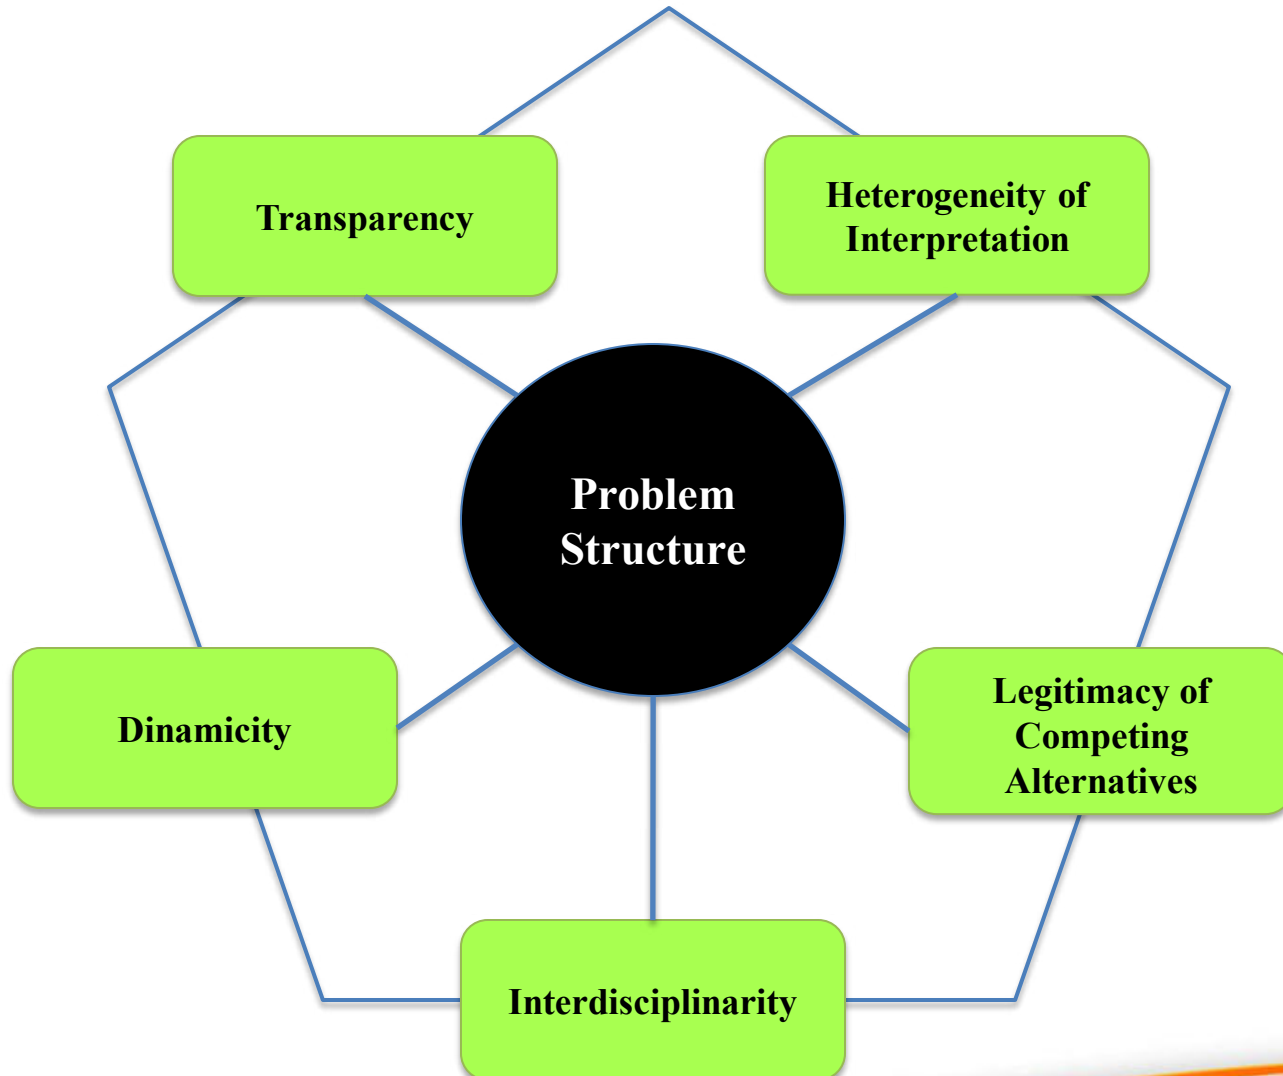 Transparency
Heterogeneity of
Interpretation
Problem
Structure
Dinamicity
Legitimacy of
Competing
Alternatives
Interdisciplinarity